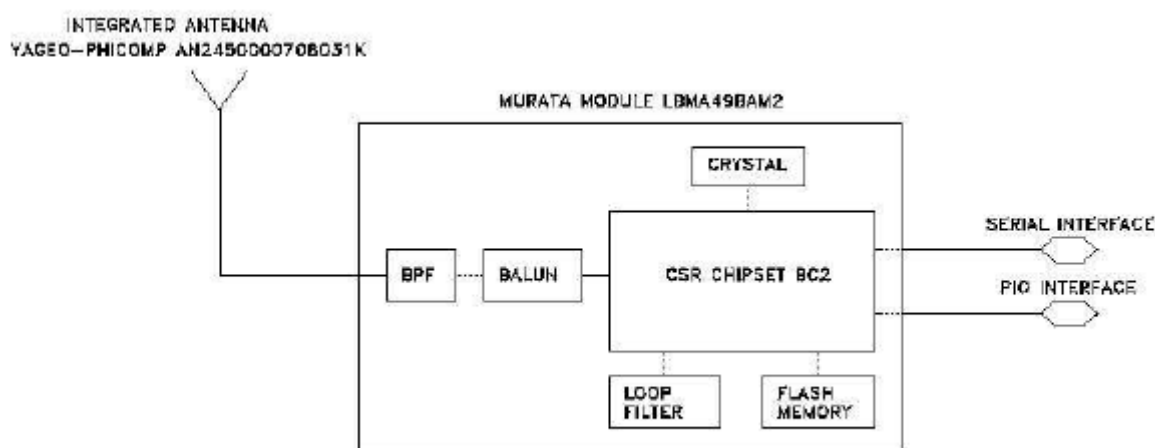 INTEGRATED ANTENNA
YAGEO-PHICOMP AN2450000708031K
MURATA MODULE LBMA49BAM2
CRYSTAL
SERIAL INTERFACE
BPF
BALUN
CSR CHIPSET BC2
PIO INTERFACE
LOOP
FILTER
FLASH
MEMORY